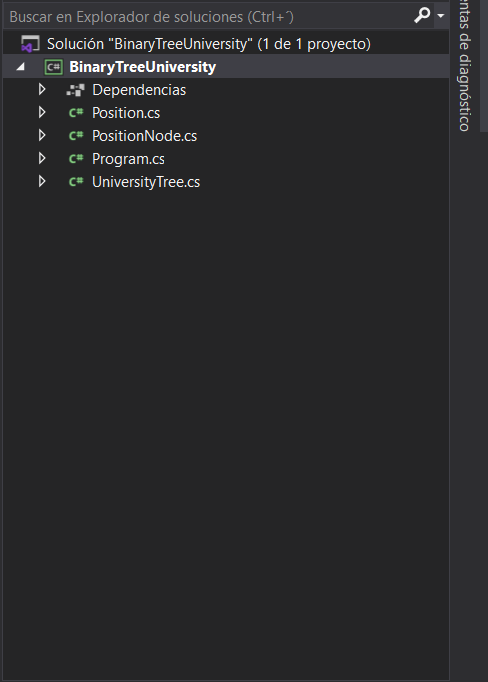 Buscar en Explorador de soluciones (Ctrl+´)
Solución "BinaryTreeUniversity" (1 de 1 proyecto)
C# BinaryTreeUniversity
Dependencias
C# Position.cs
C# PositionNode.cs
C# Program.cs
C# UniversityTree.cs
entas de diagnóstico